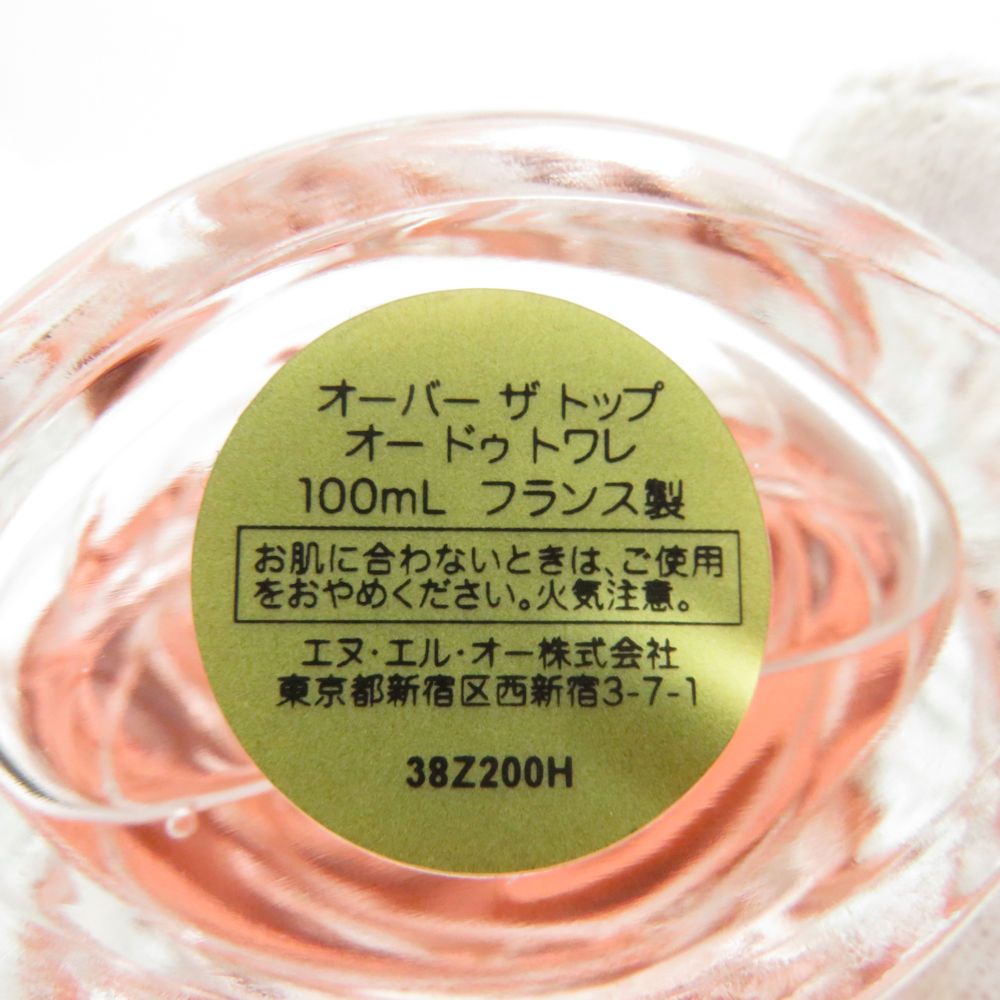 オーバー ザ トップ
オー ドゥ トワレ
100mL フランス製
お肌に合わないときは、ご使用
をおやめください。火気注意。
エヌ・エル・オー株式会社
東京都新宿区西新宿3-7-1
38Z200H